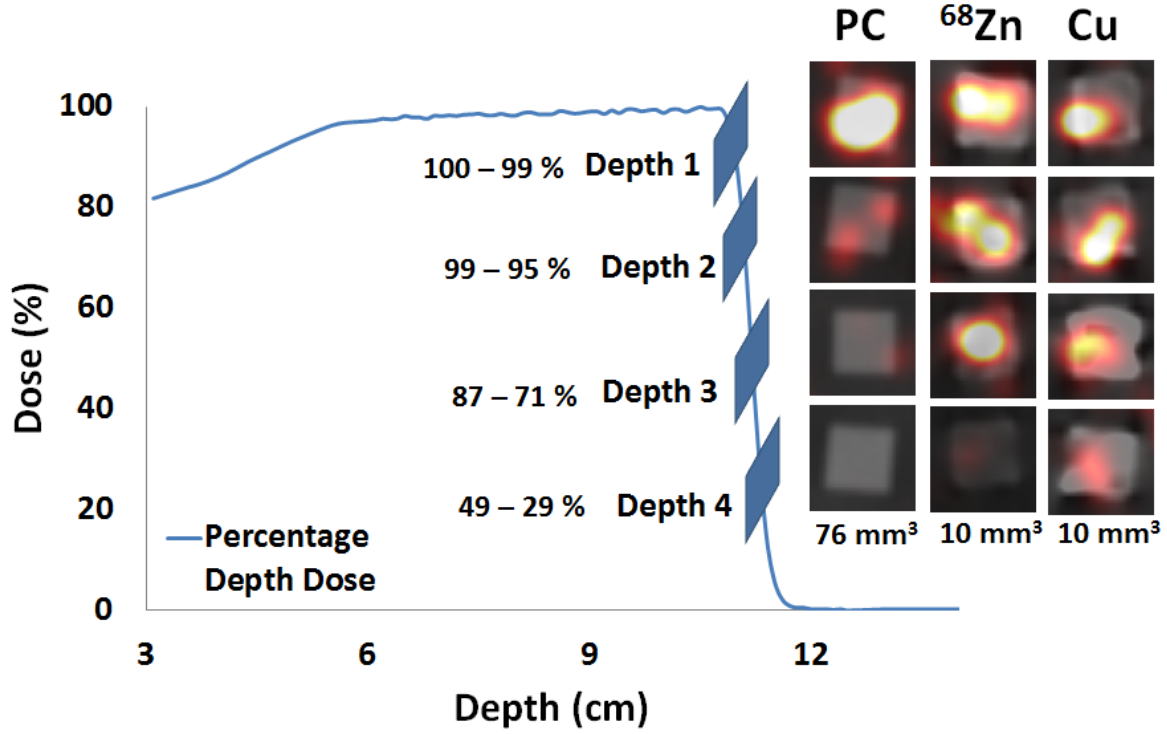 PC ⁶⁸Zn Cu
100
80
60
40
20
0
Dose (%)
100 – 99 % Depth 1
99 – 95 % Depth 2
87 – 71 % Depth 3
49 – 29 % Depth 4
Percentage
Depth Dose
76 mm³ 10 mm³ 10 mm³
3 6 9 12
Depth (cm)